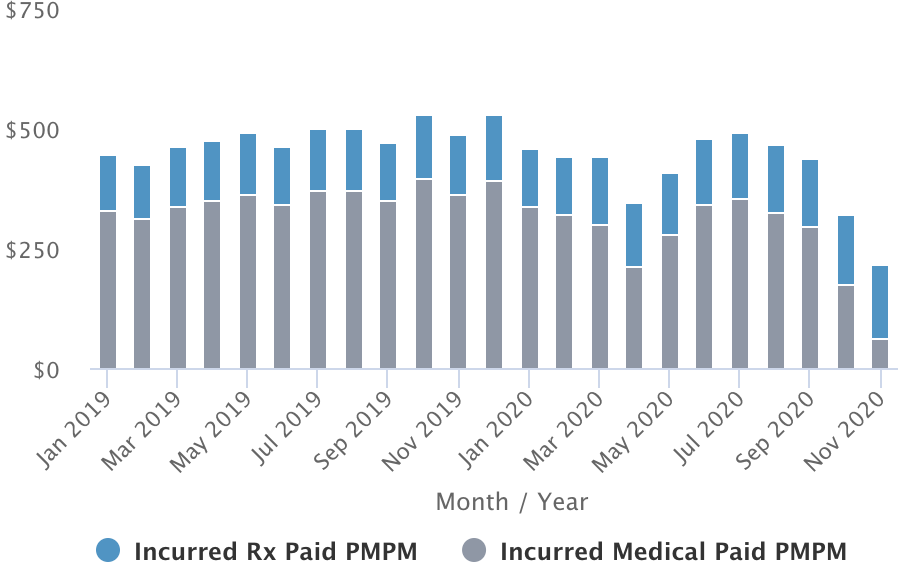 $750
$500
$250
$0
Jan 2019
Mar 2019
May 2019
Jul 2019
Sep 2019
Nov 2019
Jan 2020
Mar 2020
May 2020
Jul 2020
Sep 2020
Nov 2020
Month / Year
Incurred Rx Paid PMPM
Incurred Medical Paid PMPM